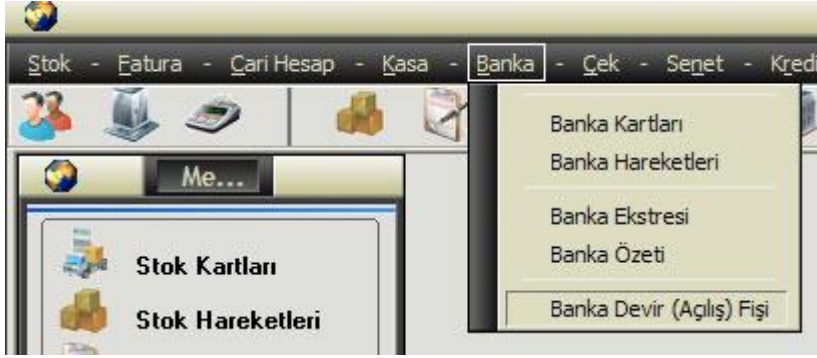 Stok - Fatura - Cari Hesap - Kasa - Banka - Çek - Senet - Kredi
Banka Kartları
Banka Hareketleri
Banka Ekstresi
Banka Özeti
Banka Devir (Açılış) Fişi
Me...
Stok Kartları
Stok Hareketleri